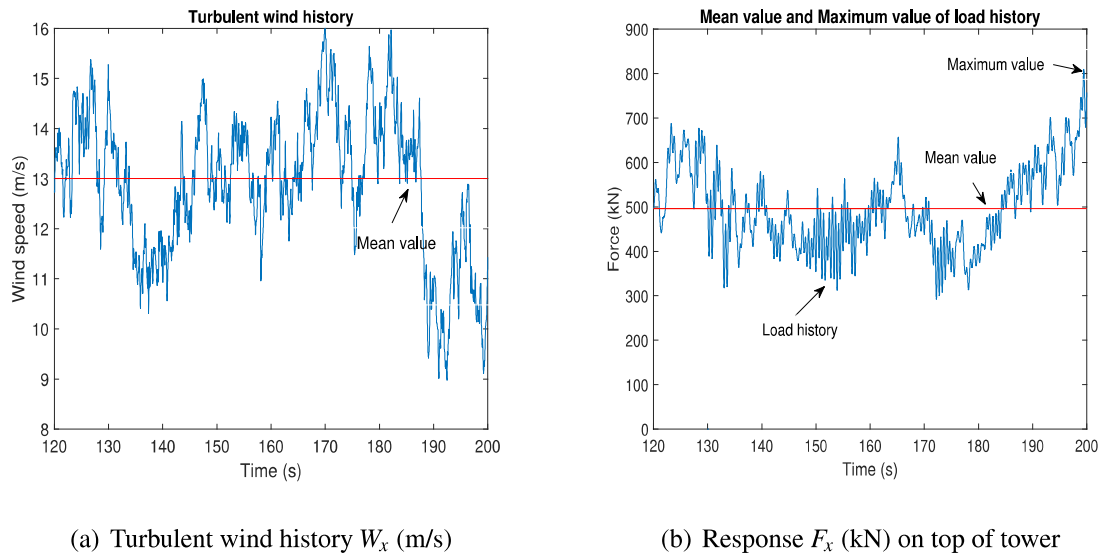 Turbulent wind history
16
15
14
13
12
11
10
9
8
Wind speed (m/s)
Mean value
120 130 140 150 160 170 180 190 200
Time (s)
(a) Turbulent wind history Wx (m/s)
Mean value and Maximum value of load history
900
800
700
600
500
400
300
200
100
0
Force (kN)
Maximum value
Mean value
Load history
120 130 140 150 160 170 180 190 200
Time (s)
(b) Response Fx (kN) on top of tower